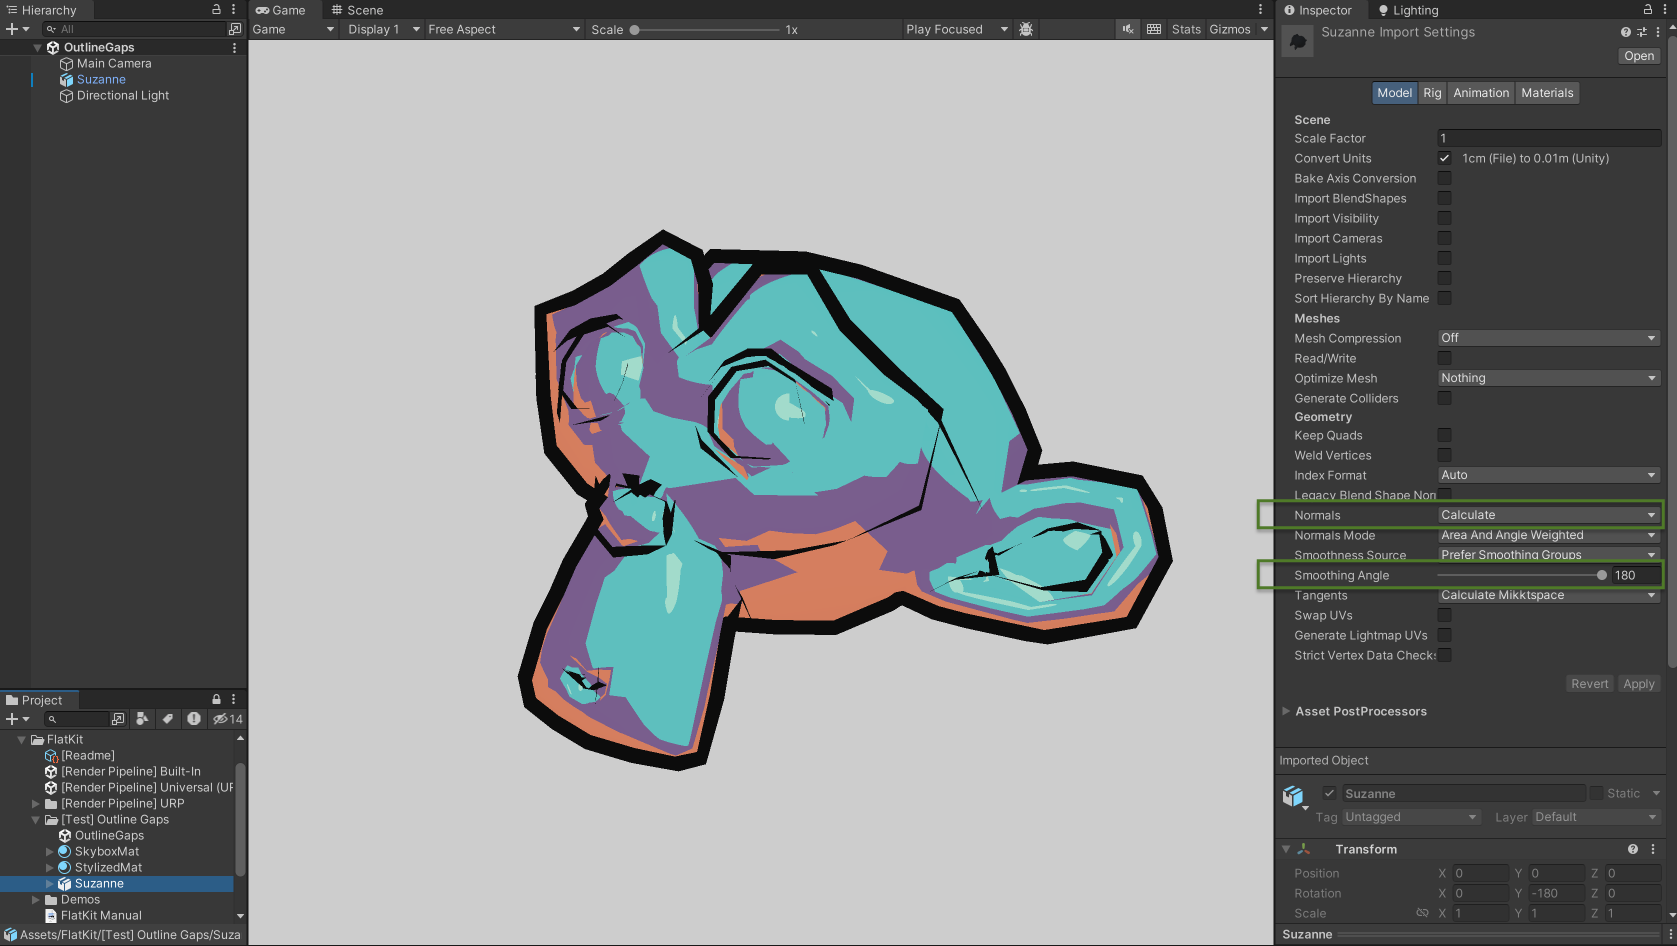 Hierarchy
All
OutlineGaps
Main Camera
Suzanne
Directional Light
Game
Scene
Game
Display 1
Free Aspect
Scale
1x
Play Focused
Stats
Gizmos
Inspector
Lighting
Suzanne Import Settings
Open
Model
Rig
Animation
Materials
Scene
Scale Factor
1
Convert Units
1cm (File) to 0.01m (Unity)
Bake Axis Conversion
Import BlendShapes
Import Visibility
Import Cameras
Import Lights
Preserve Hierarchy
Sort Hierarchy By Name
Meshes
Mesh Compression
Off
Read/Write
Optimize Mesh
Nothing
Generate Colliders
Geometry
Keep Quads
Weld Vertices
Index Format
Auto
Legacy Blend Shape Nor
Normals
Calculate
Normals Mode
Area And Angle Weighted
Smoothness Source
Prefer Smoothing Groups
Smoothing Angle
180
Tangents
Calculate Mikktspace
Swap UVs
Generate Lightmap UVs
Strict Vertex Data Check
Revert
Apply
Asset PostProcessors
Imported Object
Suzanne
Static
Tag
Untagged
Layer
Default
Transform
Position
X 0
Y 0
Z 0
Rotation
X 0
Y -180
Z 0
Scale
X 1
Y 1
Z 1
Suzanne
Project
14
FlatKit
[Readme]
[Render Pipeline] Built-In
[Render Pipeline] Universal (UF
[Render Pipeline] URP
[Test] Outline Gaps
OutlineGaps
SkyboxMat
StylizedMat
Suzanne
Demos
FlatKit Manual
Assets/FlatKit/[Test] Outline Gaps/Suza